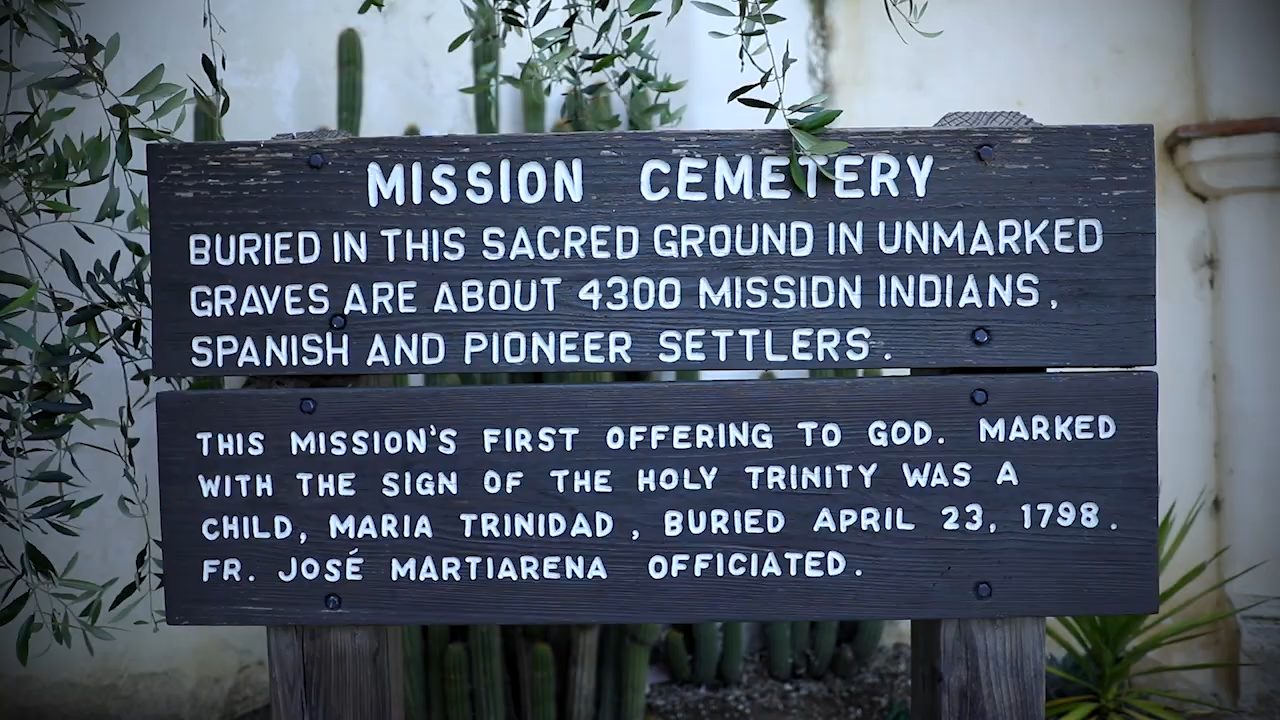 MISSION CEMETERY
BURIED IN THIS SACRED GROUND IN UNMARKED
GRAVES ARE ABOUT 4300 MISSION INDIANS,
SPANISH AND PIONEER SETTLERS.
THIS MISSION'S FIRST OFFERING TO GOD. MARKED
WITH THE SIGN OF THE HOLY TRINITY WAS A
CHILD, MARIA TRINIDAD, BURIED APRIL 23, 1798.
FR. JOSÉ MARTIARENA OFFICIATED.